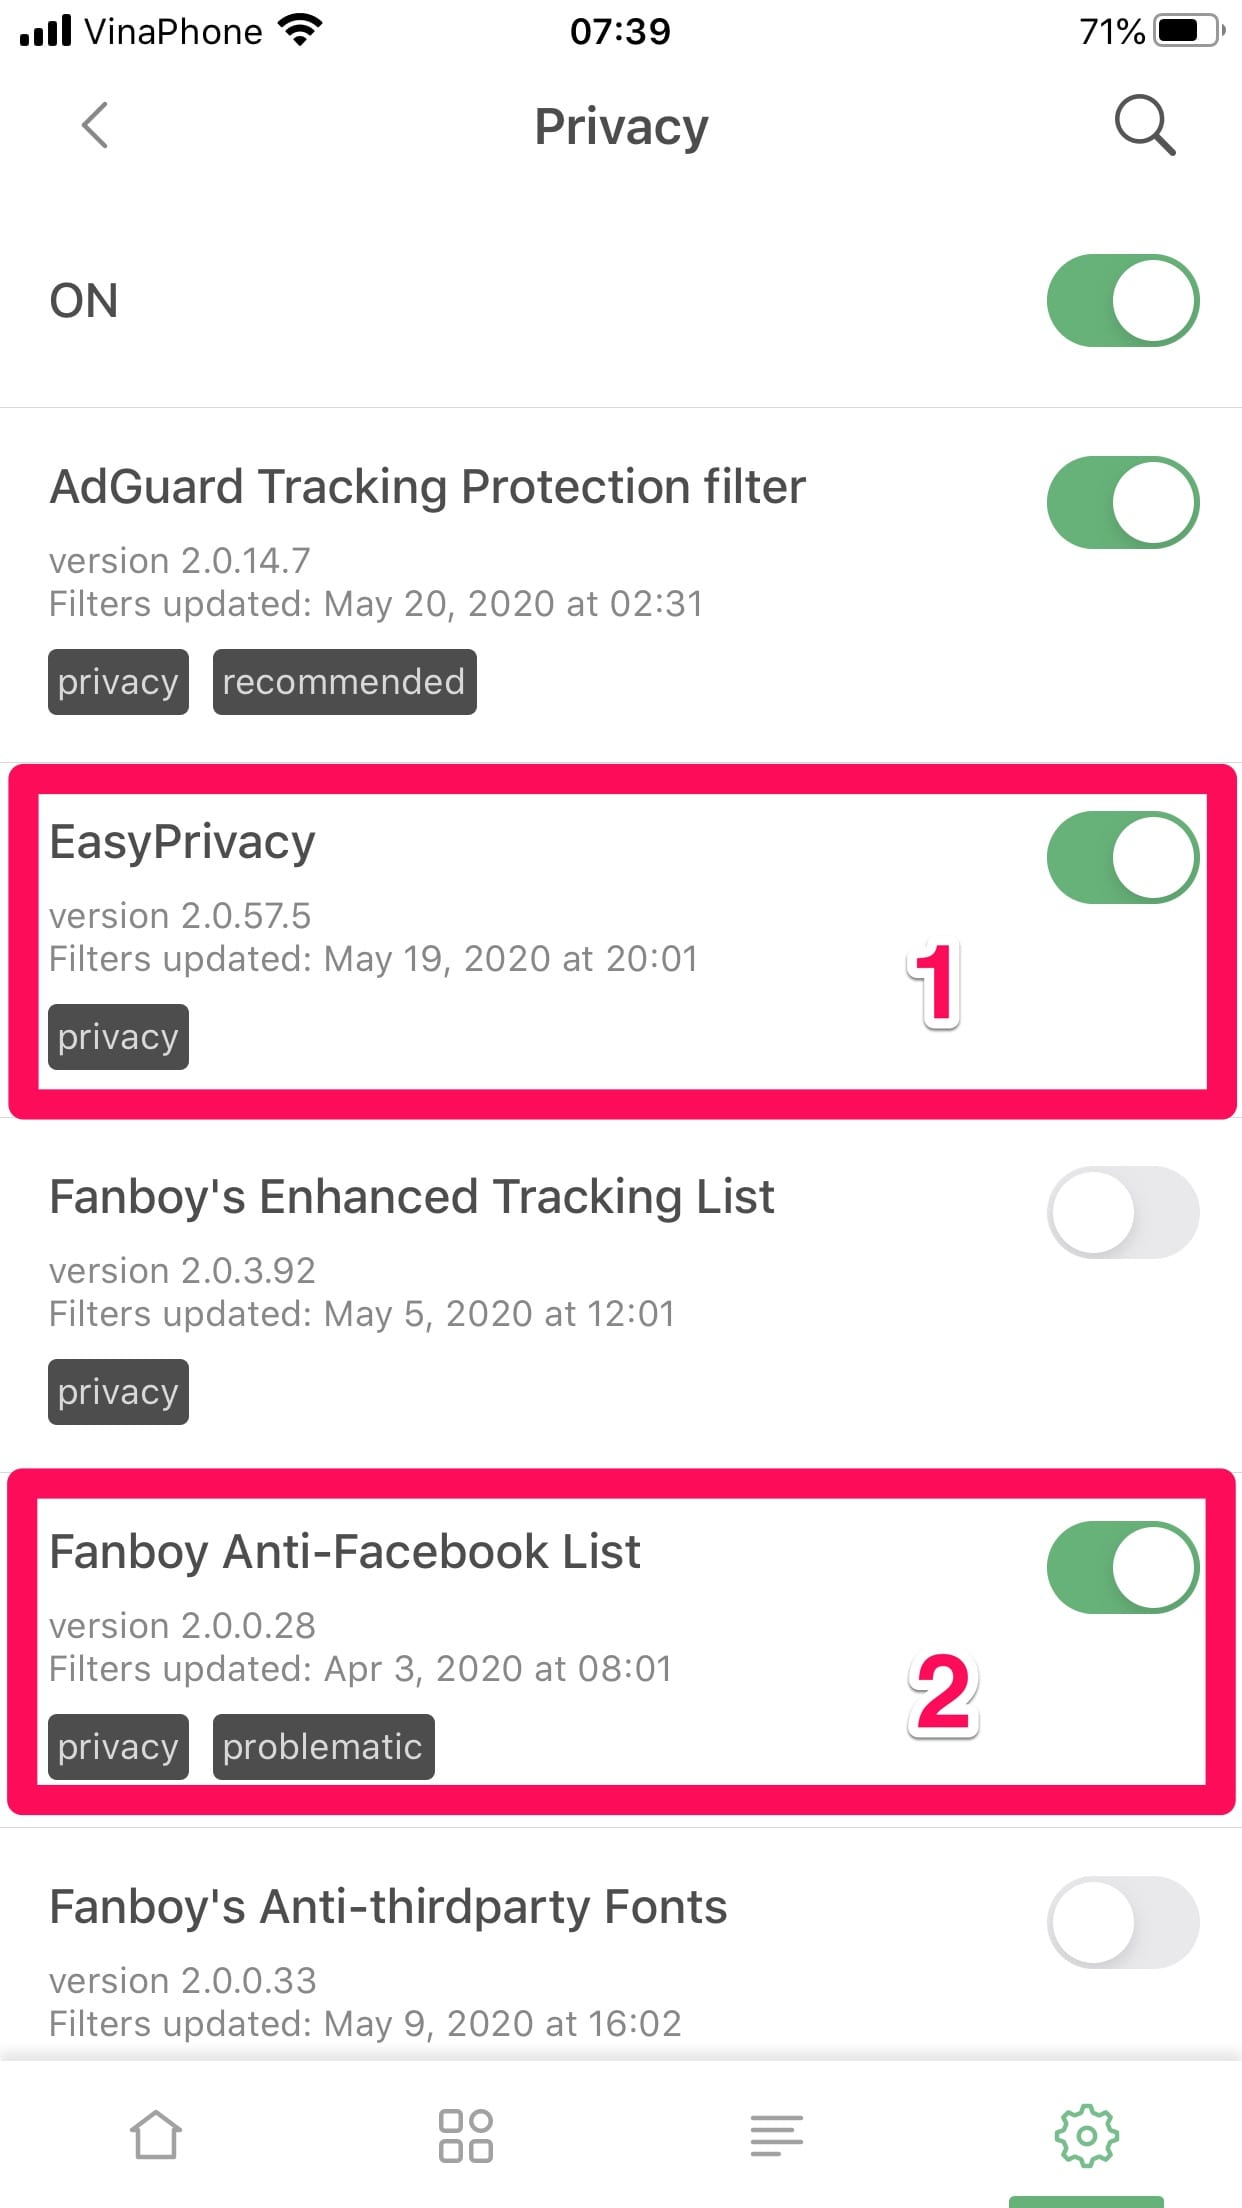 VinaPhone 07:39 71%
Privacy
ON
AdGuard Tracking Protection filter
version 2.0.14.7
Filters updated: May 20, 2020 at 02:31
privacy recommended
EasyPrivacy
version 2.0.57.5
Filters updated: May 19, 2020 at 20:01
1
privacy
Fanboy's Enhanced Tracking List
version 2.0.3.92
Filters updated: May 5, 2020 at 12:01
privacy
Fanboy Anti-Facebook List
version 2.0.0.28
Filters updated: Apr 3, 2020 at 08:01
2
privacy problematic
Fanboy's Anti-thirdparty Fonts
version 2.0.0.33
Filters updated: May 9, 2020 at 16:02